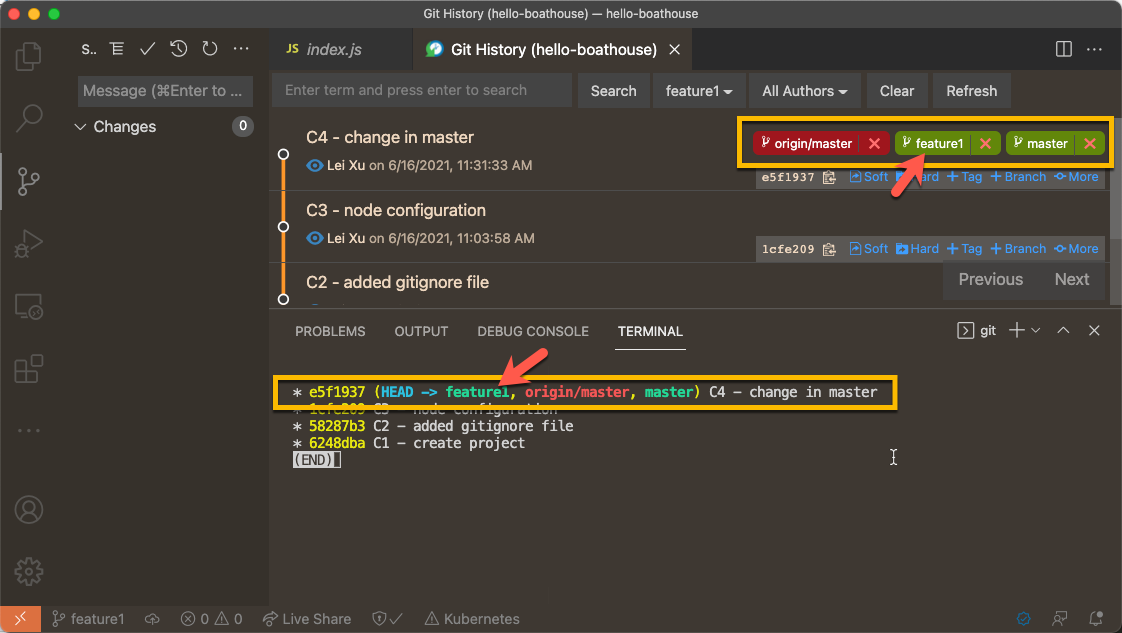 Git History (hello-boathouse) — hello-boathouse
S.. ...
JS index.js
Git History (hello-boathouse)
Message (⌘Enter to ...
Changes 0
Enter term and press enter to search
Search
feature1
All Authors
Clear
Refresh
C4 - change in master
origin/master
feature1
master
Lei Xu on 6/16/2021, 11:31:33 AM
e5f1937 Soft Hard +Tag +Branch More
C3 - node configuration
Lei Xu on 6/16/2021, 11:03:58 AM
1cfe209 Soft Hard +Tag +Branch More
C2 - added gitignore file
Previous Next
PROBLEMS OUTPUT DEBUG CONSOLE TERMINAL
git
* e5f1937 (HEAD -> feature1, origin/master, master) C4 - change in master
* 1cfe209 C3 - node configuration
* 58287b3 C2 - added gitignore file
* 6248dba C1 - create project
(END)
feature1 0 0 Live Share Kubernetes